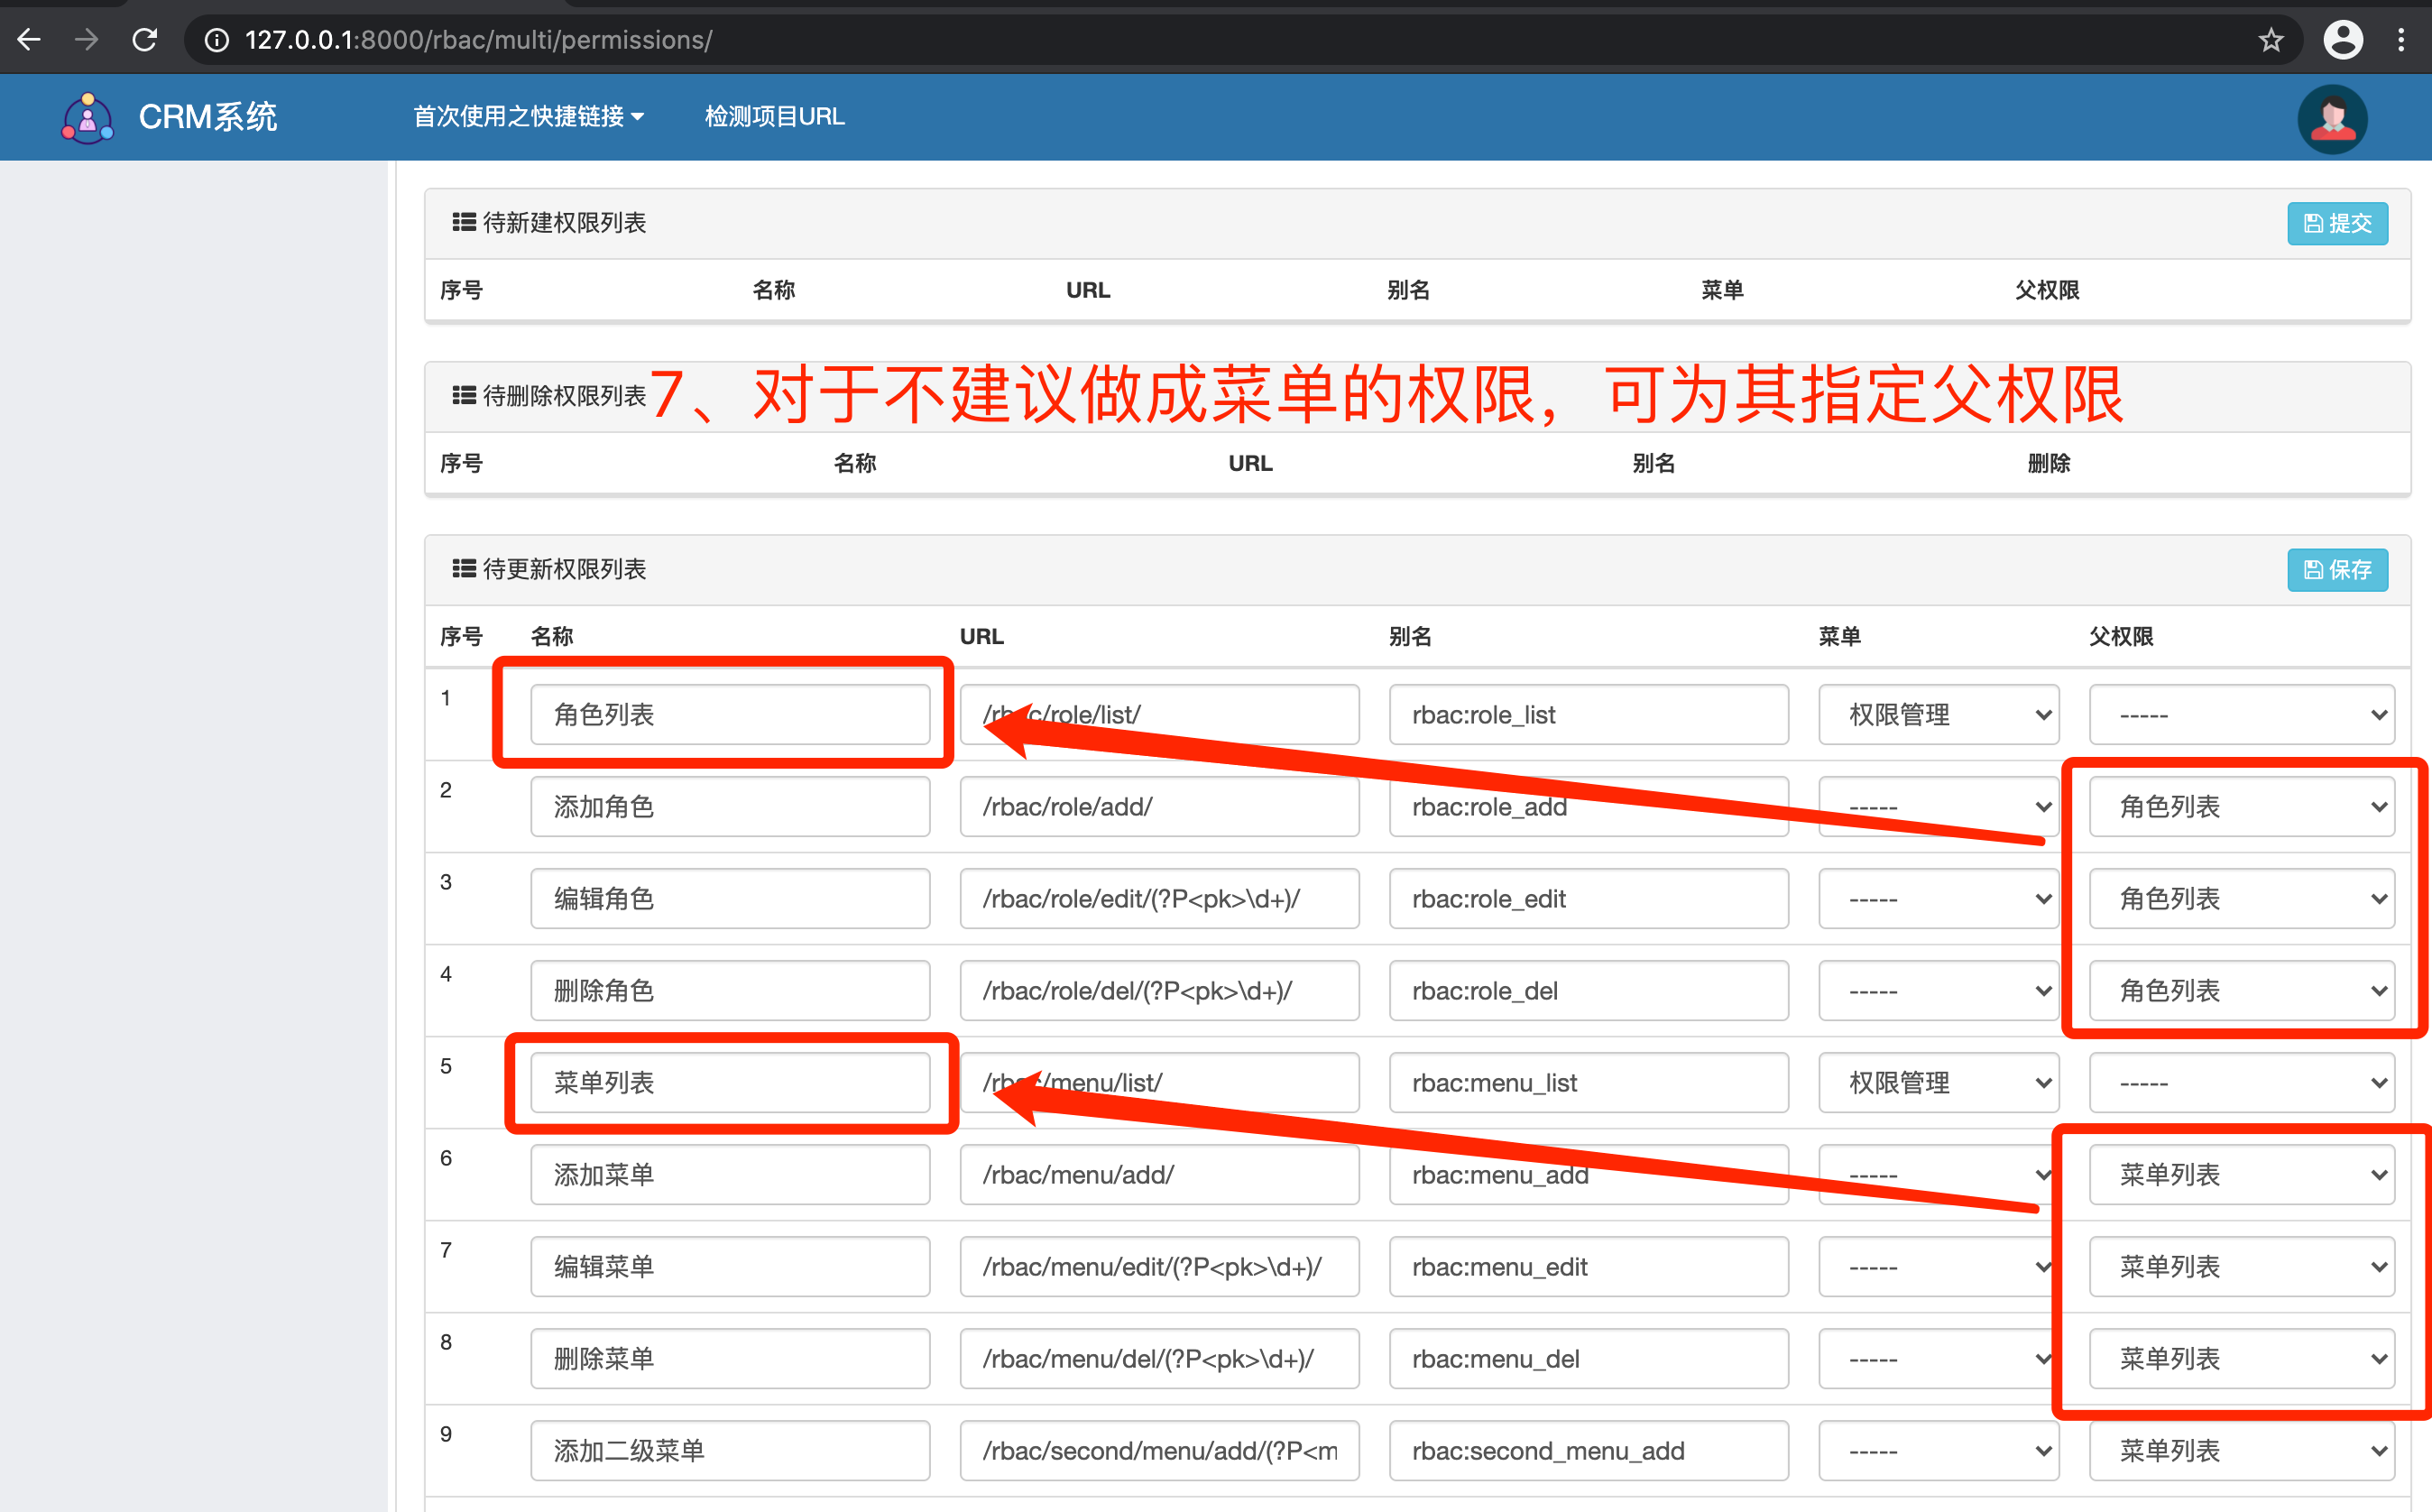 127.0.0.1:8000/rbac/multi/permissions/
CRM系统 首次使用之快捷链接 检测项目URL
待新建权限列表 提交
序号 名称 URL 别名 菜单 父权限
待删除权限列表
7、对于不建议做成菜单的权限，可为其指定父权限
序号 名称 URL 别名 删除
待更新权限列表 保存
序号 名称 URL 别名 菜单 父权限
1 角色列表 /rbac/role/list/ rbac:role_list 权限管理 -----
2 添加角色 /rbac/role/add/ rbac:role_add ----- 角色列表
3 编辑角色 /rbac/role/edit/(?P<pk>\d+)/ rbac:role_edit ----- 角色列表
4 删除角色 /rbac/role/del/(?P<pk>\d+)/ rbac:role_del ----- 角色列表
5 菜单列表 /rbac/menu/list/ rbac:menu_list 权限管理 -----
6 添加菜单 /rbac/menu/add/ rbac:menu_add ----- 菜单列表
7 编辑菜单 /rbac/menu/edit/(?P<pk>\d+)/ rbac:menu_edit ----- 菜单列表
8 删除菜单 /rbac/menu/del/(?P<pk>\d+)/ rbac:menu_del ----- 菜单列表
9 添加二级菜单 /rbac/second/menu/add/(?P<m rbac:second_menu_add ----- 菜单列表